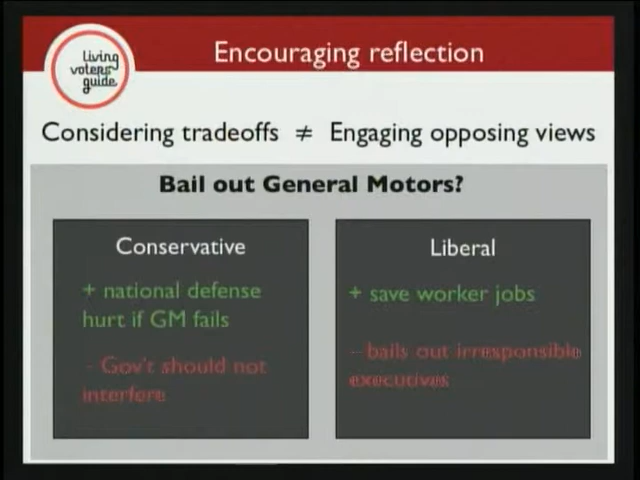 living
voters
guide
Encouraging reflection
Considering tradeoffs ≠ Engaging opposing views
Bail out General Motors?
Conservative
+ national defense
hurt if GM fails
- Gov't should not
interfere
Liberal
+ save worker jobs
- bails out irresponsible
executives